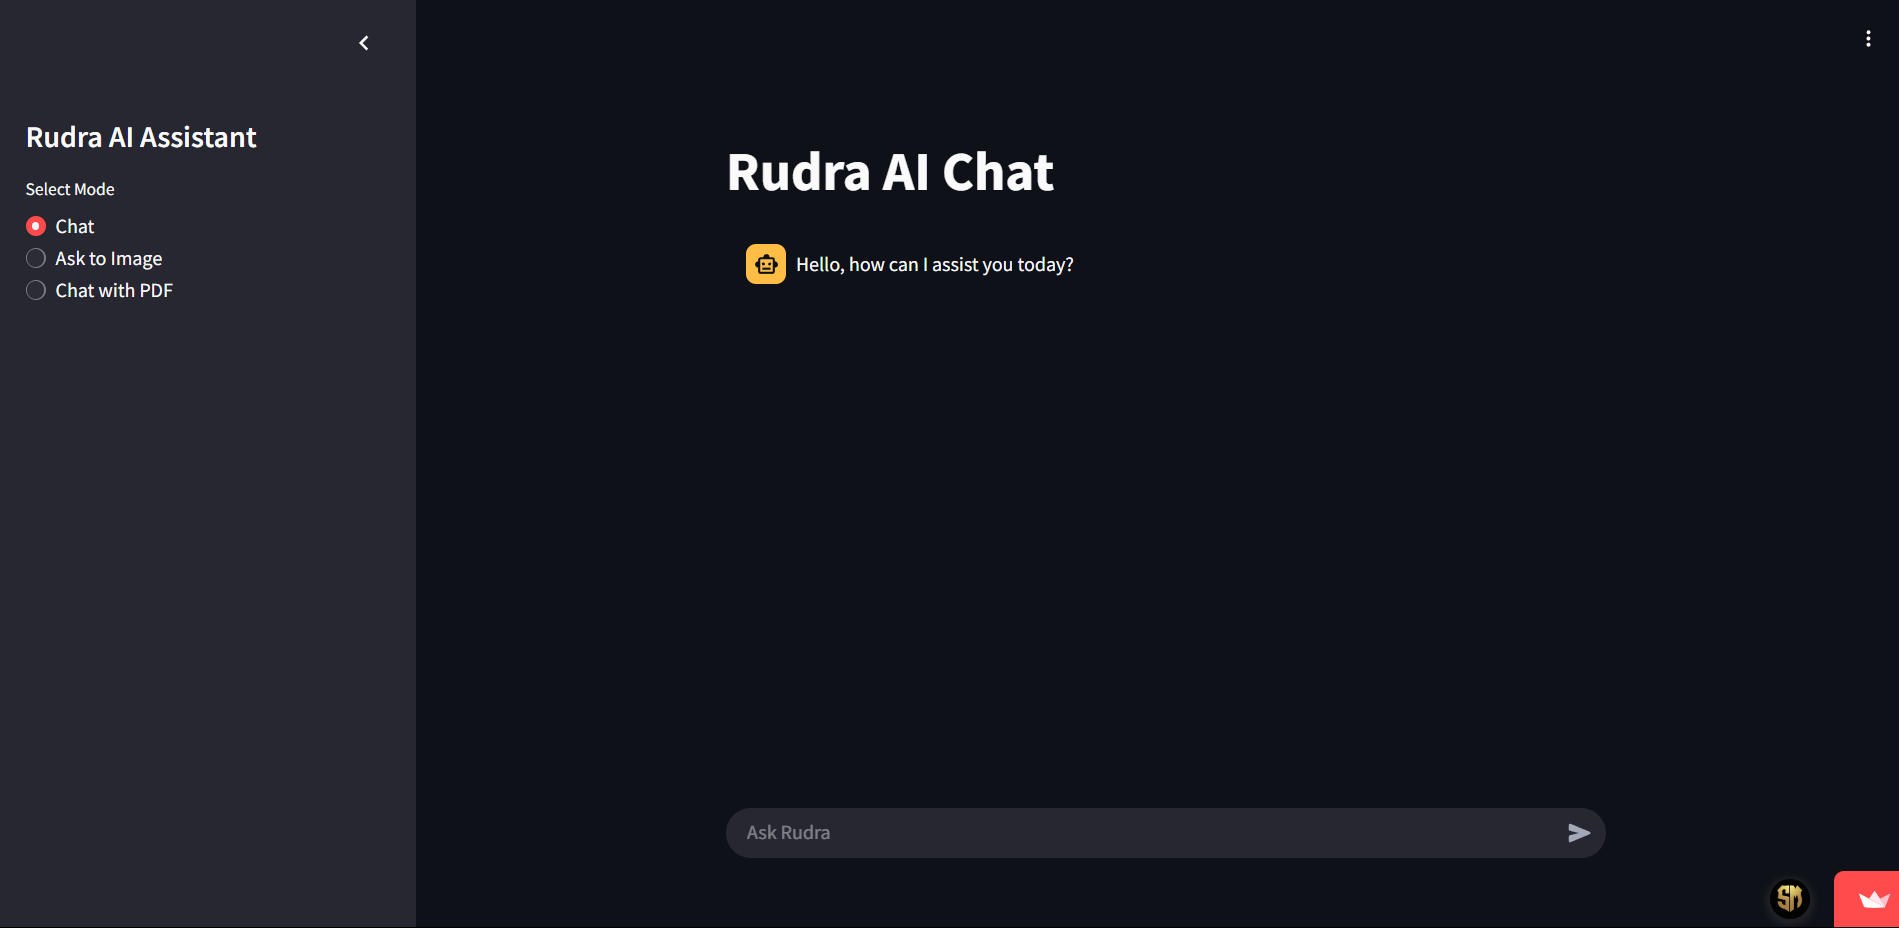 Rudra AI Assistant
Select Mode
Chat
Ask to Image
Chat with PDF
Rudra AI Chat
Hello, how can I assist you today?
Ask Rudra
SM